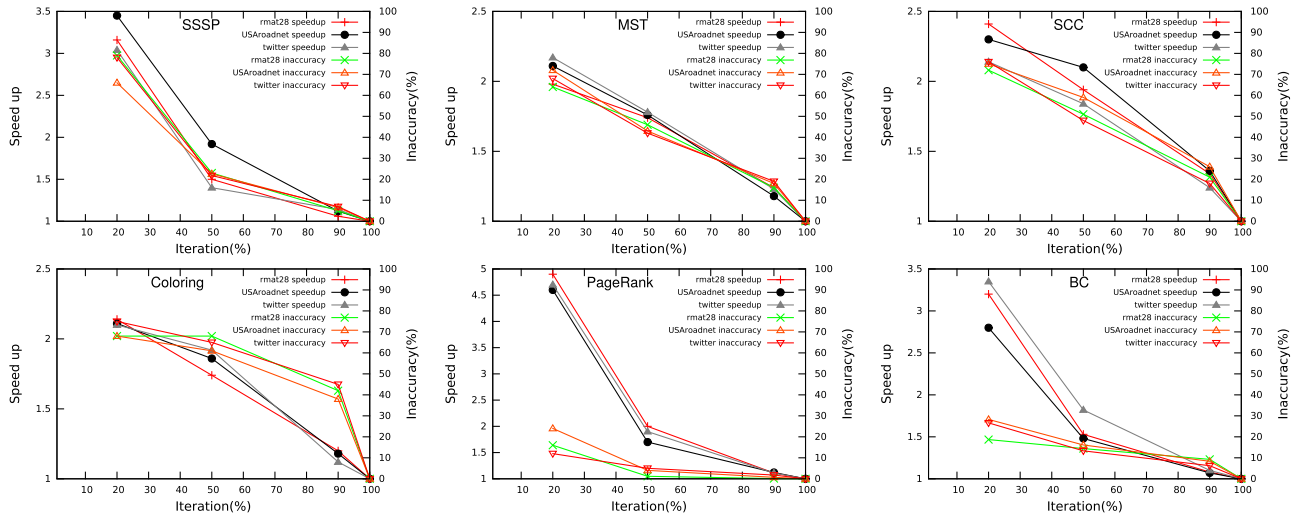 SSSP
Speed up
3.5
3
2.5
2
1.5
1
10 20 30 40 50 60 70 80 90 100
Iteration(%)
100
90
80
70
60
50
40
30
20
10
0
Inaccuracy(%)
rmat28 speedup
USAroadnet speedup
twitter speedup
rmat28 inaccuracy
USAroadnet inaccuracy
twitter inaccuracy
MST
Speed up
2.5
2
1.5
1
10 20 30 40 50 60 70 80 90 100
Iteration(%)
100
90
80
70
60
50
40
30
20
10
0
Inaccuracy(%)
rmat28 speedup
USAroadnet speedup
twitter speedup
rmat28 inaccuracy
USAroadnet inaccuracy
twitter inaccuracy
SCC
Speed up
2.5
2
1.5
1
10 20 30 40 50 60 70 80 90 100
Iteration(%)
100
90
80
70
60
50
40
30
20
10
0
Inaccuracy(%)
rmat28 speedup
USAroadnet speedup
twitter speedup
rmat28 inaccuracy
USAroadnet inaccuracy
twitter inaccuracy
Coloring
Speed up
2.5
2
1.5
1
10 20 30 40 50 60 70 80 90 100
Iteration(%)
100
90
80
70
60
50
40
30
20
10
0
Inaccuracy(%)
rmat28 speedup
USAroadnet speedup
twitter speedup
rmat28 inaccuracy
USAroadnet inaccuracy
twitter inaccuracy
PageRank
Speed up
5
4.5
4
3.5
3
2.5
2
1.5
1
10 20 30 40 50 60 70 80 90 100
Iteration(%)
100
90
80
70
60
50
40
30
20
10
0
Inaccuracy(%)
rmat28 speedup
USAroadnet speedup
twitter speedup
rmat28 inaccuracy
USAroadnet inaccuracy
twitter inaccuracy
BC
Speed up
3.5
3
2.5
2
1.5
1
10 20 30 40 50 60 70 80 90 100
Iteration(%)
100
90
80
70
60
50
40
30
20
10
0
Inaccuracy(%)
rmat28 speedup
USAroadnet speedup
twitter speedup
rmat28 inaccuracy
USAroadnet inaccuracy
twitter inaccuracy